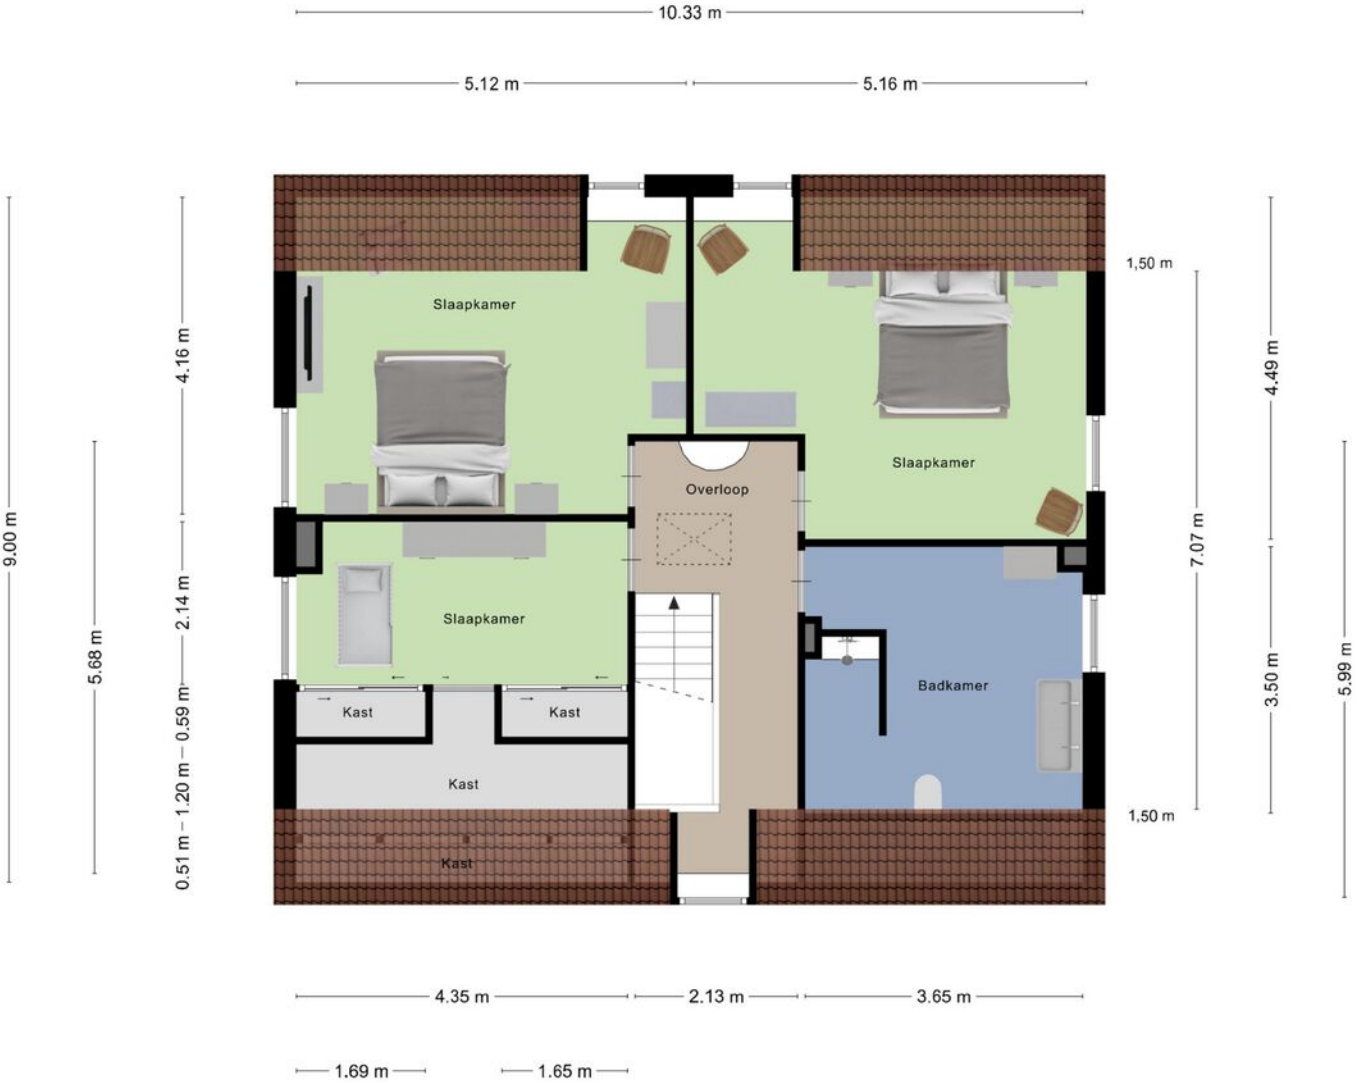 10.33 m
5.12 m
5.16 m
1,50 m
Slaapkamer
4.16 m
4.49 m
Slaapkamer
Overloop
9.00 m
7.07 m
2.14 m
Slaapkamer
5.68 m
Badkamer
3.50 m
5.99 m
Kast
Kast
0.51 m – 1.20 m – 0.59 m
Kast
1,50 m
Kast
4.35 m
2.13 m
3.65 m
1.69 m
1.65 m